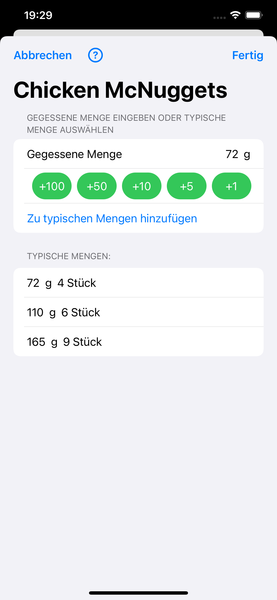 19:29
Abbrechen ? Fertig
Chicken McNuggets
GEGESSENE MENGE EINGEBEN ODER TYPISCHE
MENGE AUSWÄHLEN
Gegessene Menge 72 g
+100 +50 +10 +5 +1
Zu typischen Mengen hinzufügen
TYPISCHE MENGEN:
72 g 4 Stück
110 g 6 Stück
165 g 9 Stück